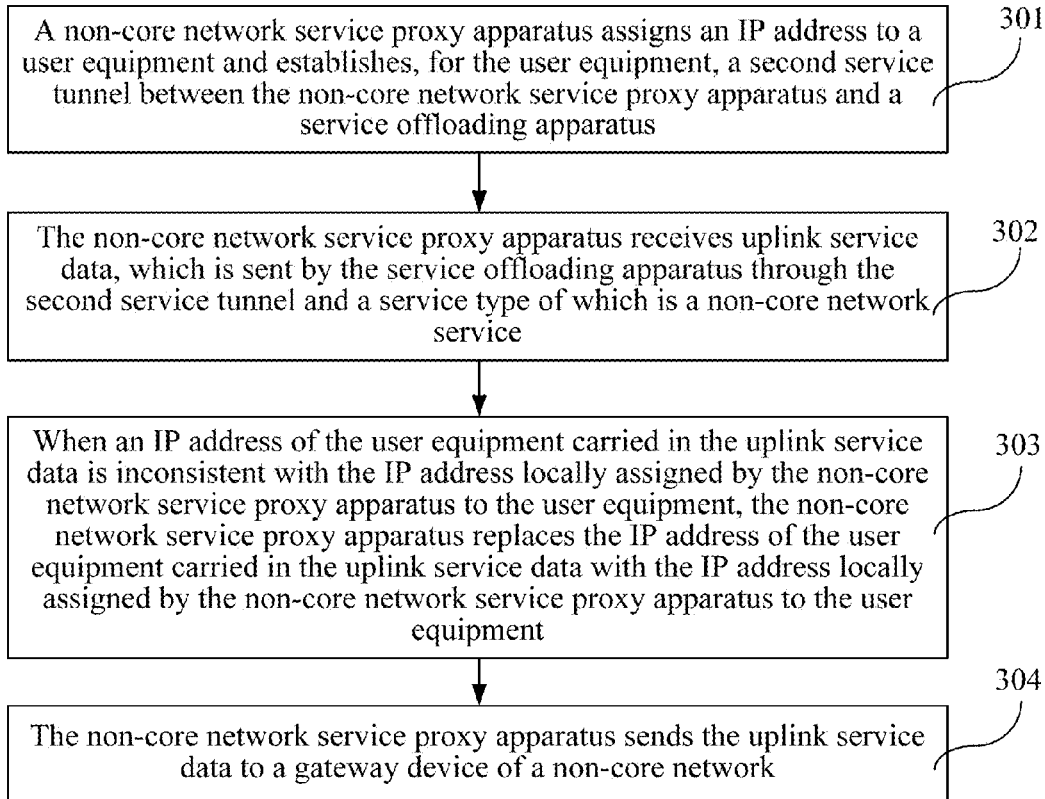 A non-core network service proxy apparatus assigns an IP address to a
user equipment and establishes, for the user equipment, a second service
tunnel between the non-core network service proxy apparatus and a
service offloading apparatus
301
The non-core network service proxy apparatus receives uplink service
data, which is sent by the service offloading apparatus through the
second service tunnel and a service type of which is a non-core network
service
302
When an IP address of the user equipment carried in the uplink service
data is inconsistent with the IP address locally assigned by the non-core
network service proxy apparatus to the user equipment, the non-core
network service proxy apparatus replaces the IP address of the user
equipment carried in the uplink service data with the IP address locally
assigned by the non-core network service proxy apparatus to the user
equipment
303
The non-core network service proxy apparatus sends the uplink service
data to a gateway device of a non-core network
304